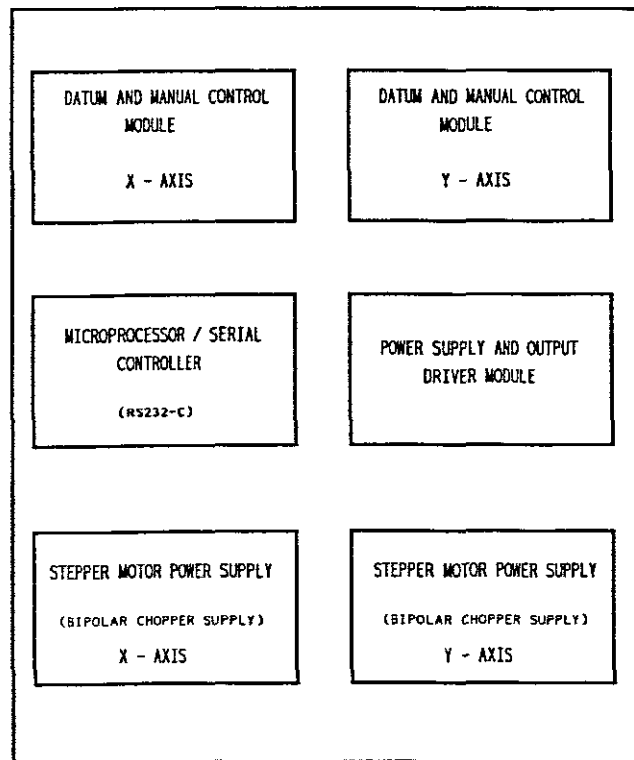 DATUM AND MANUAL CONTROL
MODULE
X - AXIS
DATUM AND MANUAL CONTROL
MODULE
Y - AXIS
MICROPROCESSOR / SERIAL
CONTROLLER
(RS232-C)
POWER SUPPLY AND OUTPUT
DRIVER MODULE
STEPPER MOTOR POWER SUPPLY
(BIPOLAR CHOPPER SUPPLY)
X - AXIS
STEPPER MOTOR POWER SUPPLY
(BIPOLAR CHOPPER SUPPLY)
Y - AXIS